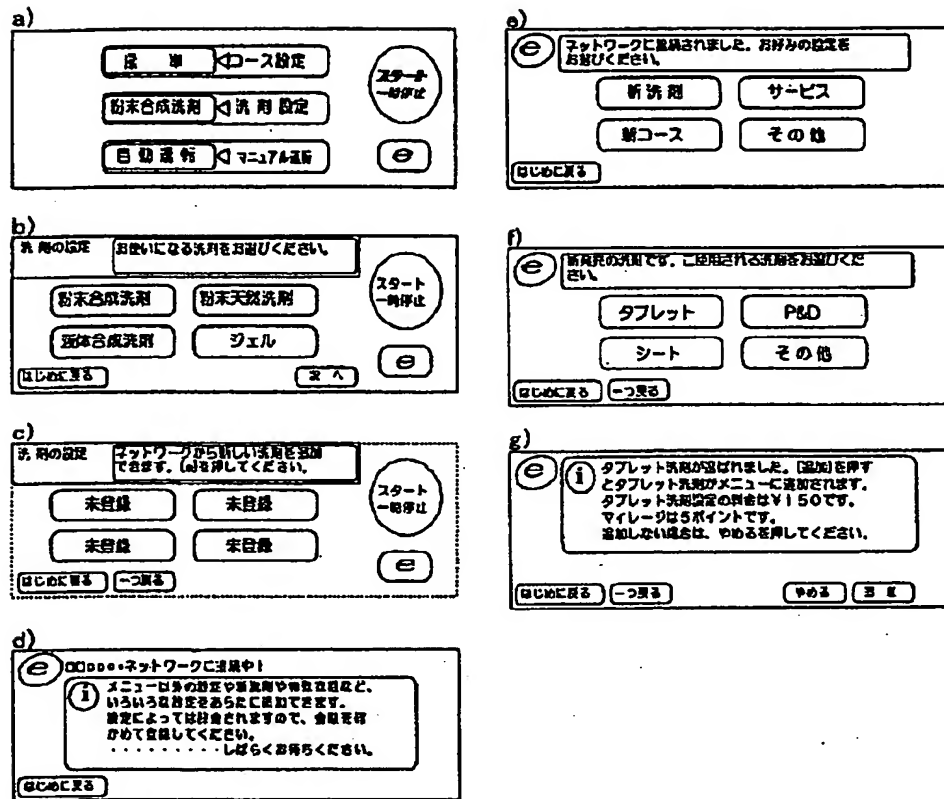 a)
標 準 ◁コース設定
粉末合成洗剤 ◁洗 剤 設定
自 動 運 転 ◁マニュアル運転
スタート
一時停止
e
b)
洗 剤の設定
お使いになる洗剤をお選びください。
粉末合成洗剤 粉末天然洗剤
液体合成洗剤 ジェル
はじめに戻る 次 へ
スタート
一時停止
e
c)
洗 剤の設定
ネットワークから新しい洗剤を追加
できます。(e)を押してください。
未登録 未登録
未登録 未登録
はじめに戻る 一つ戻る
スタート
一時停止
e
d)
e ネットワークに接続中!
i メニュー以外の設定や新洗剤や
いろいろな設定をあらたに追加できます。
設定によっては課金されますので、金額を確
かめて登録してください。
・・・・・・・・・・しばらくお待ちください。
はじめに戻る
e)
e ネットワークに接続されました。お好みの設定を
お選びください。
新 洗 剤 サービス
新コース そ の 他
はじめに戻る
f)
e 新発売の洗剤です。ご使用される洗剤をお選びくだ
さい。
タブレット P&D
シート そ の 他
はじめに戻る 一つ戻る
g)
e i タブレット洗剤が選ばれました。[追加]を押す
とタブレット洗剤がメニューに追加されます。
タブレット洗剤設定の料金は¥150です。
マイレージは5ポイントです。
追加しない場合は、やめるを押してください。
はじめに戻る 一つ戻る やめる